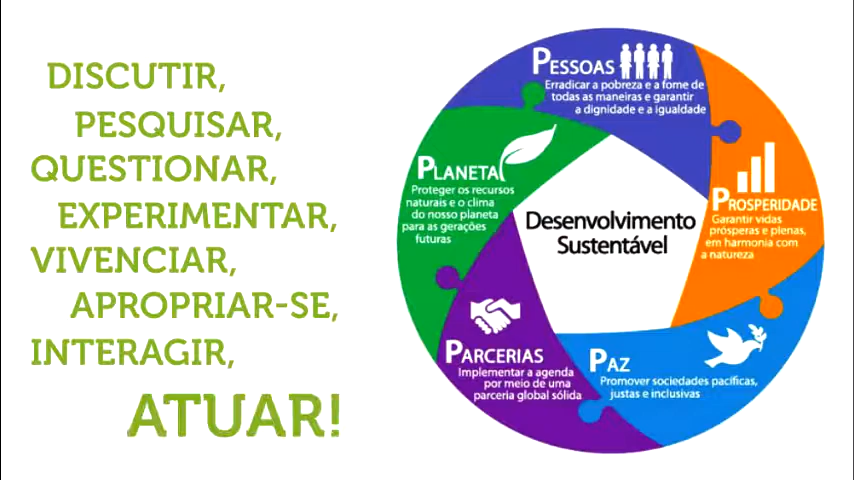 DISCUTIR,
PESQUISAR,
QUESTIONAR,
EXPERIMENTAR,
VIVENCIAR,
APROPRIAR-SE,
INTERAGIR,
ATUAR!
PESSOAS
Erradicar a pobreza e a fome de
todas as maneiras e garantir
a dignidade e a igualdade
PROSPERIDADE
Garantir vidas
prósperas e plenas,
em harmonia com
a natureza
PAZ
Promover sociedades pacíficas,
justas e inclusivas
PARCERIAS
Implementar a agenda
por meio de uma
parceria global sólida
PLANETA
Proteger os recursos
naturais e o clima
do nosso planeta
para as gerações
futuras
Desenvolvimento
Sustentável